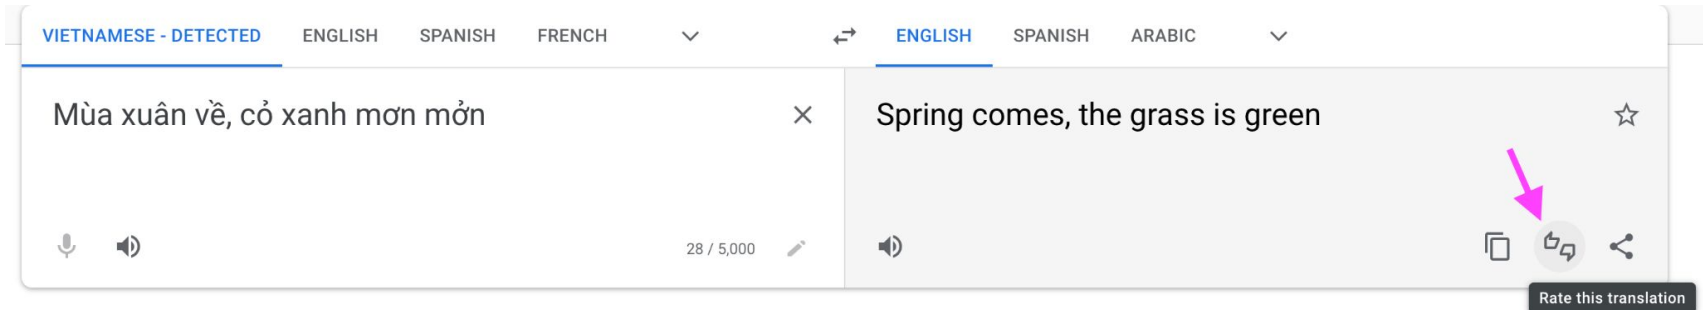 VIETNAMESE - DETECTED ENGLISH SPANISH FRENCH ENGLISH SPANISH ARABIC
Mùa xuân về, cỏ xanh mơn mởn
Spring comes, the grass is green
28 / 5,000
Rate this translation